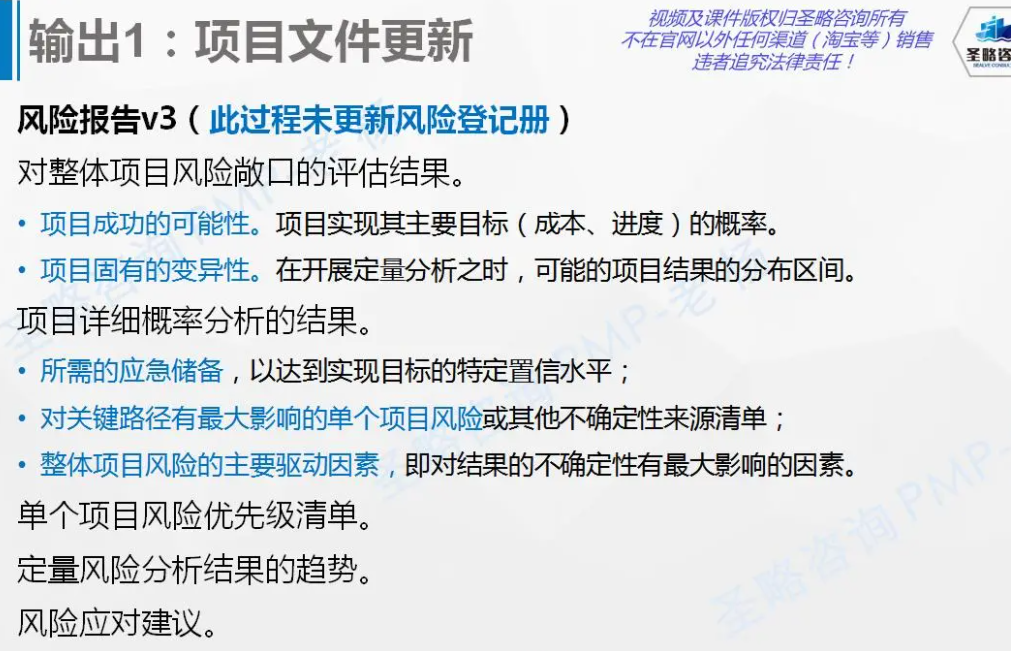 输出1：项目文件更新
视频及课件版权归圣略咨询所有
不在官网以外任何渠道（淘宝等）销售
违者追究法律责任！
圣略咨
风险报告v3（此过程未更新风险登记册）
对整体项目风险敞口的评估结果。
• 项目成功的可能性。项目实现其主要目标（成本、进度）的概率。
• 项目固有的变异性。在开展定量分析之时，可能的项目结果的分布区间。
项目详细概率分析的结果。
• 所需的应急储备，以达到实现目标的特定置信水平；
• 对关键路径有最大影响的单个项目风险或其他不确定性来源清单；
• 整体项目风险的主要驱动因素，即对结果的不确定性有最大影响的因素。
单个项目风险优先级清单。
定量风险分析结果的趋势。
风险应对建议。
圣略咨询PMP-老杨
圣略咨询PMP-老杨
圣略咨询PMP-